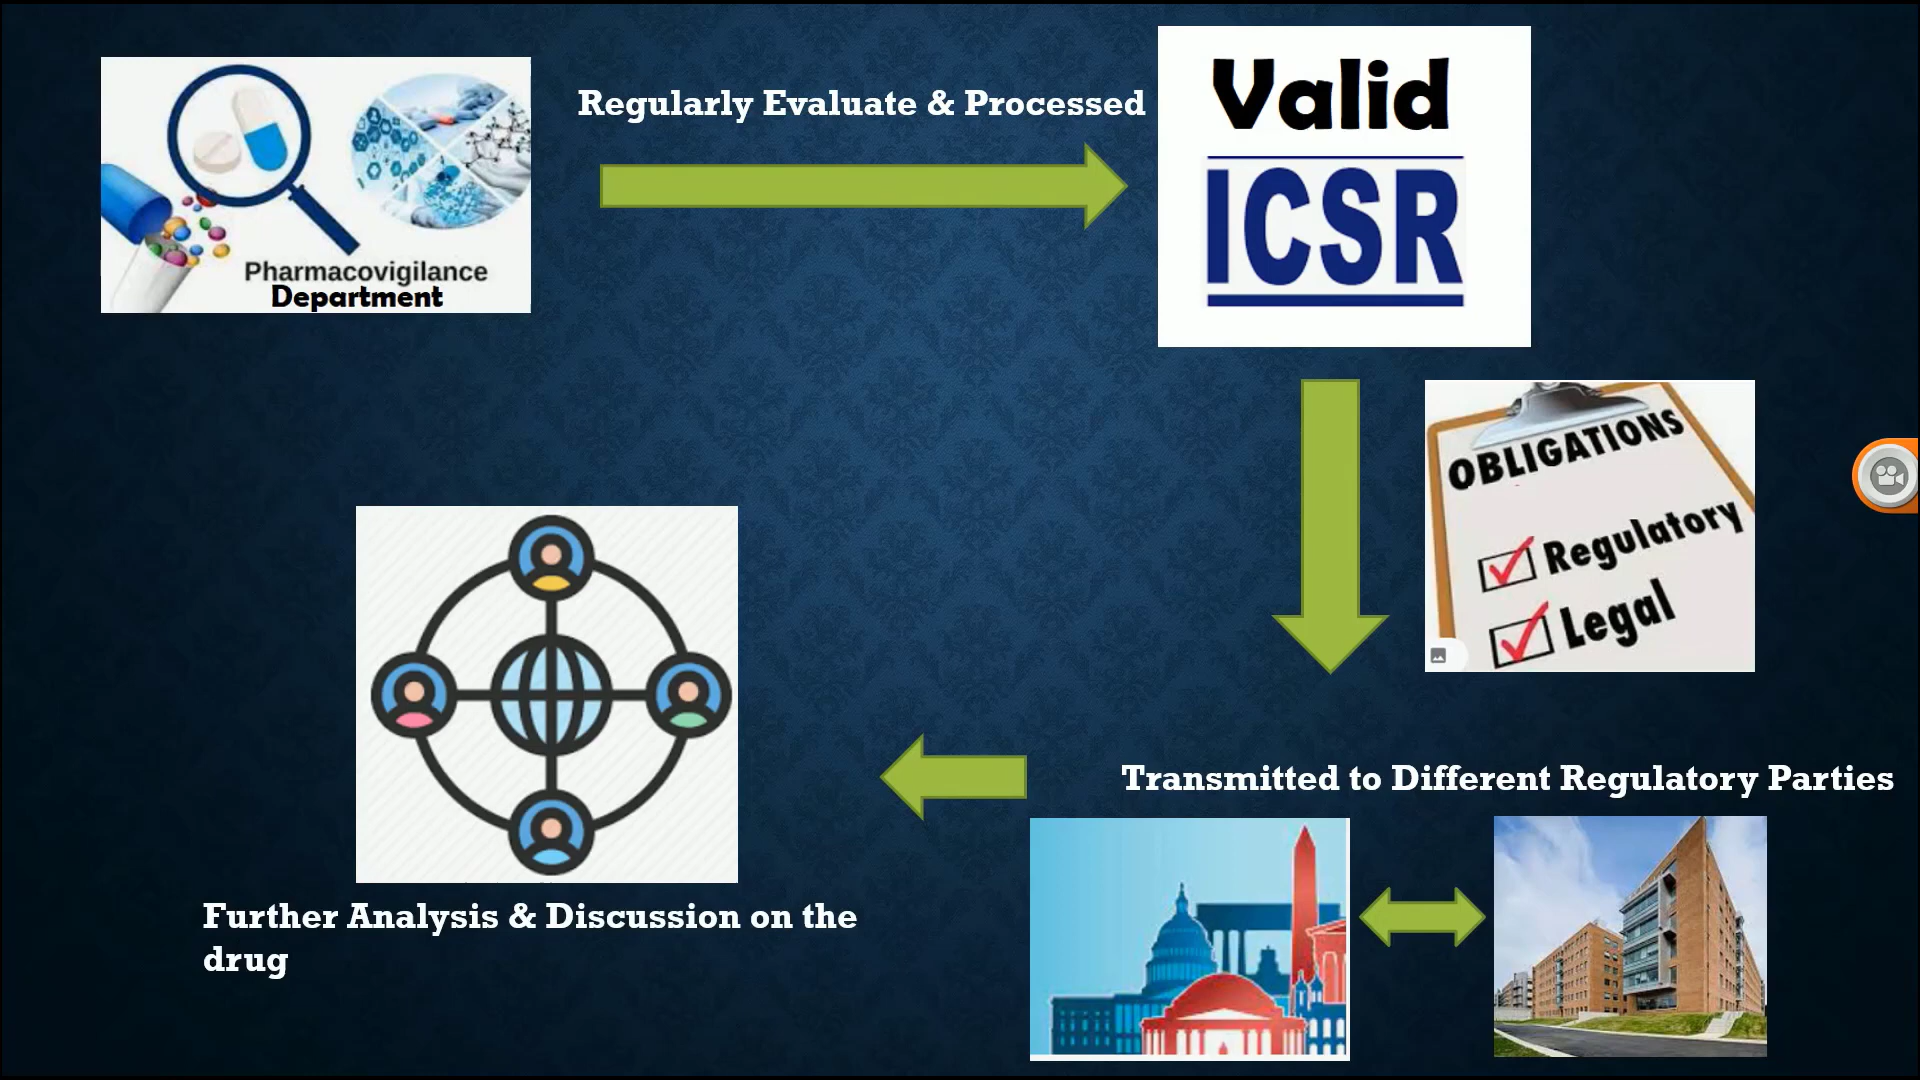 Regularly Evaluate & Processed
Valid
ICSR
Pharmacovigilance
Department
OBLIGATIONS
Regulatory
Legal
Transmitted to Different Regulatory Parties
Further Analysis & Discussion on the
drug